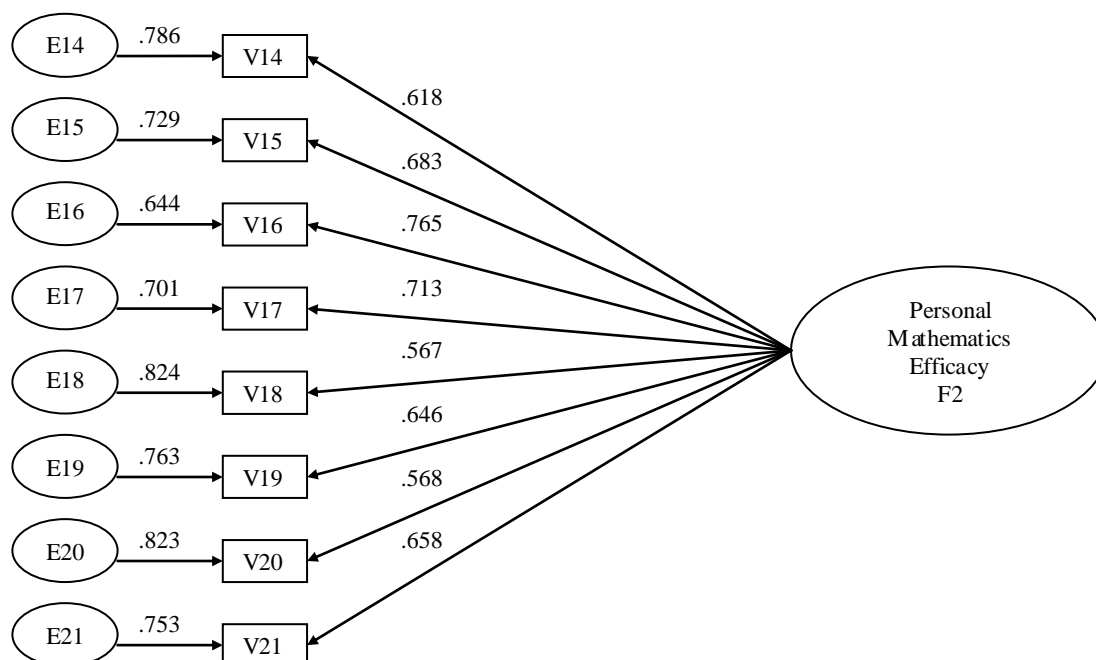 E14 .786 V14
.618
E15 .729 V15
.683
E16 .644 V16 .765
E17 .701 V17 .713
Personal
Mathematics
Efficacy
F2
.567
E18 .824 V18
.646
E19 .763 V19
.568
E20 .823 V20
.658
E21 .753 V21